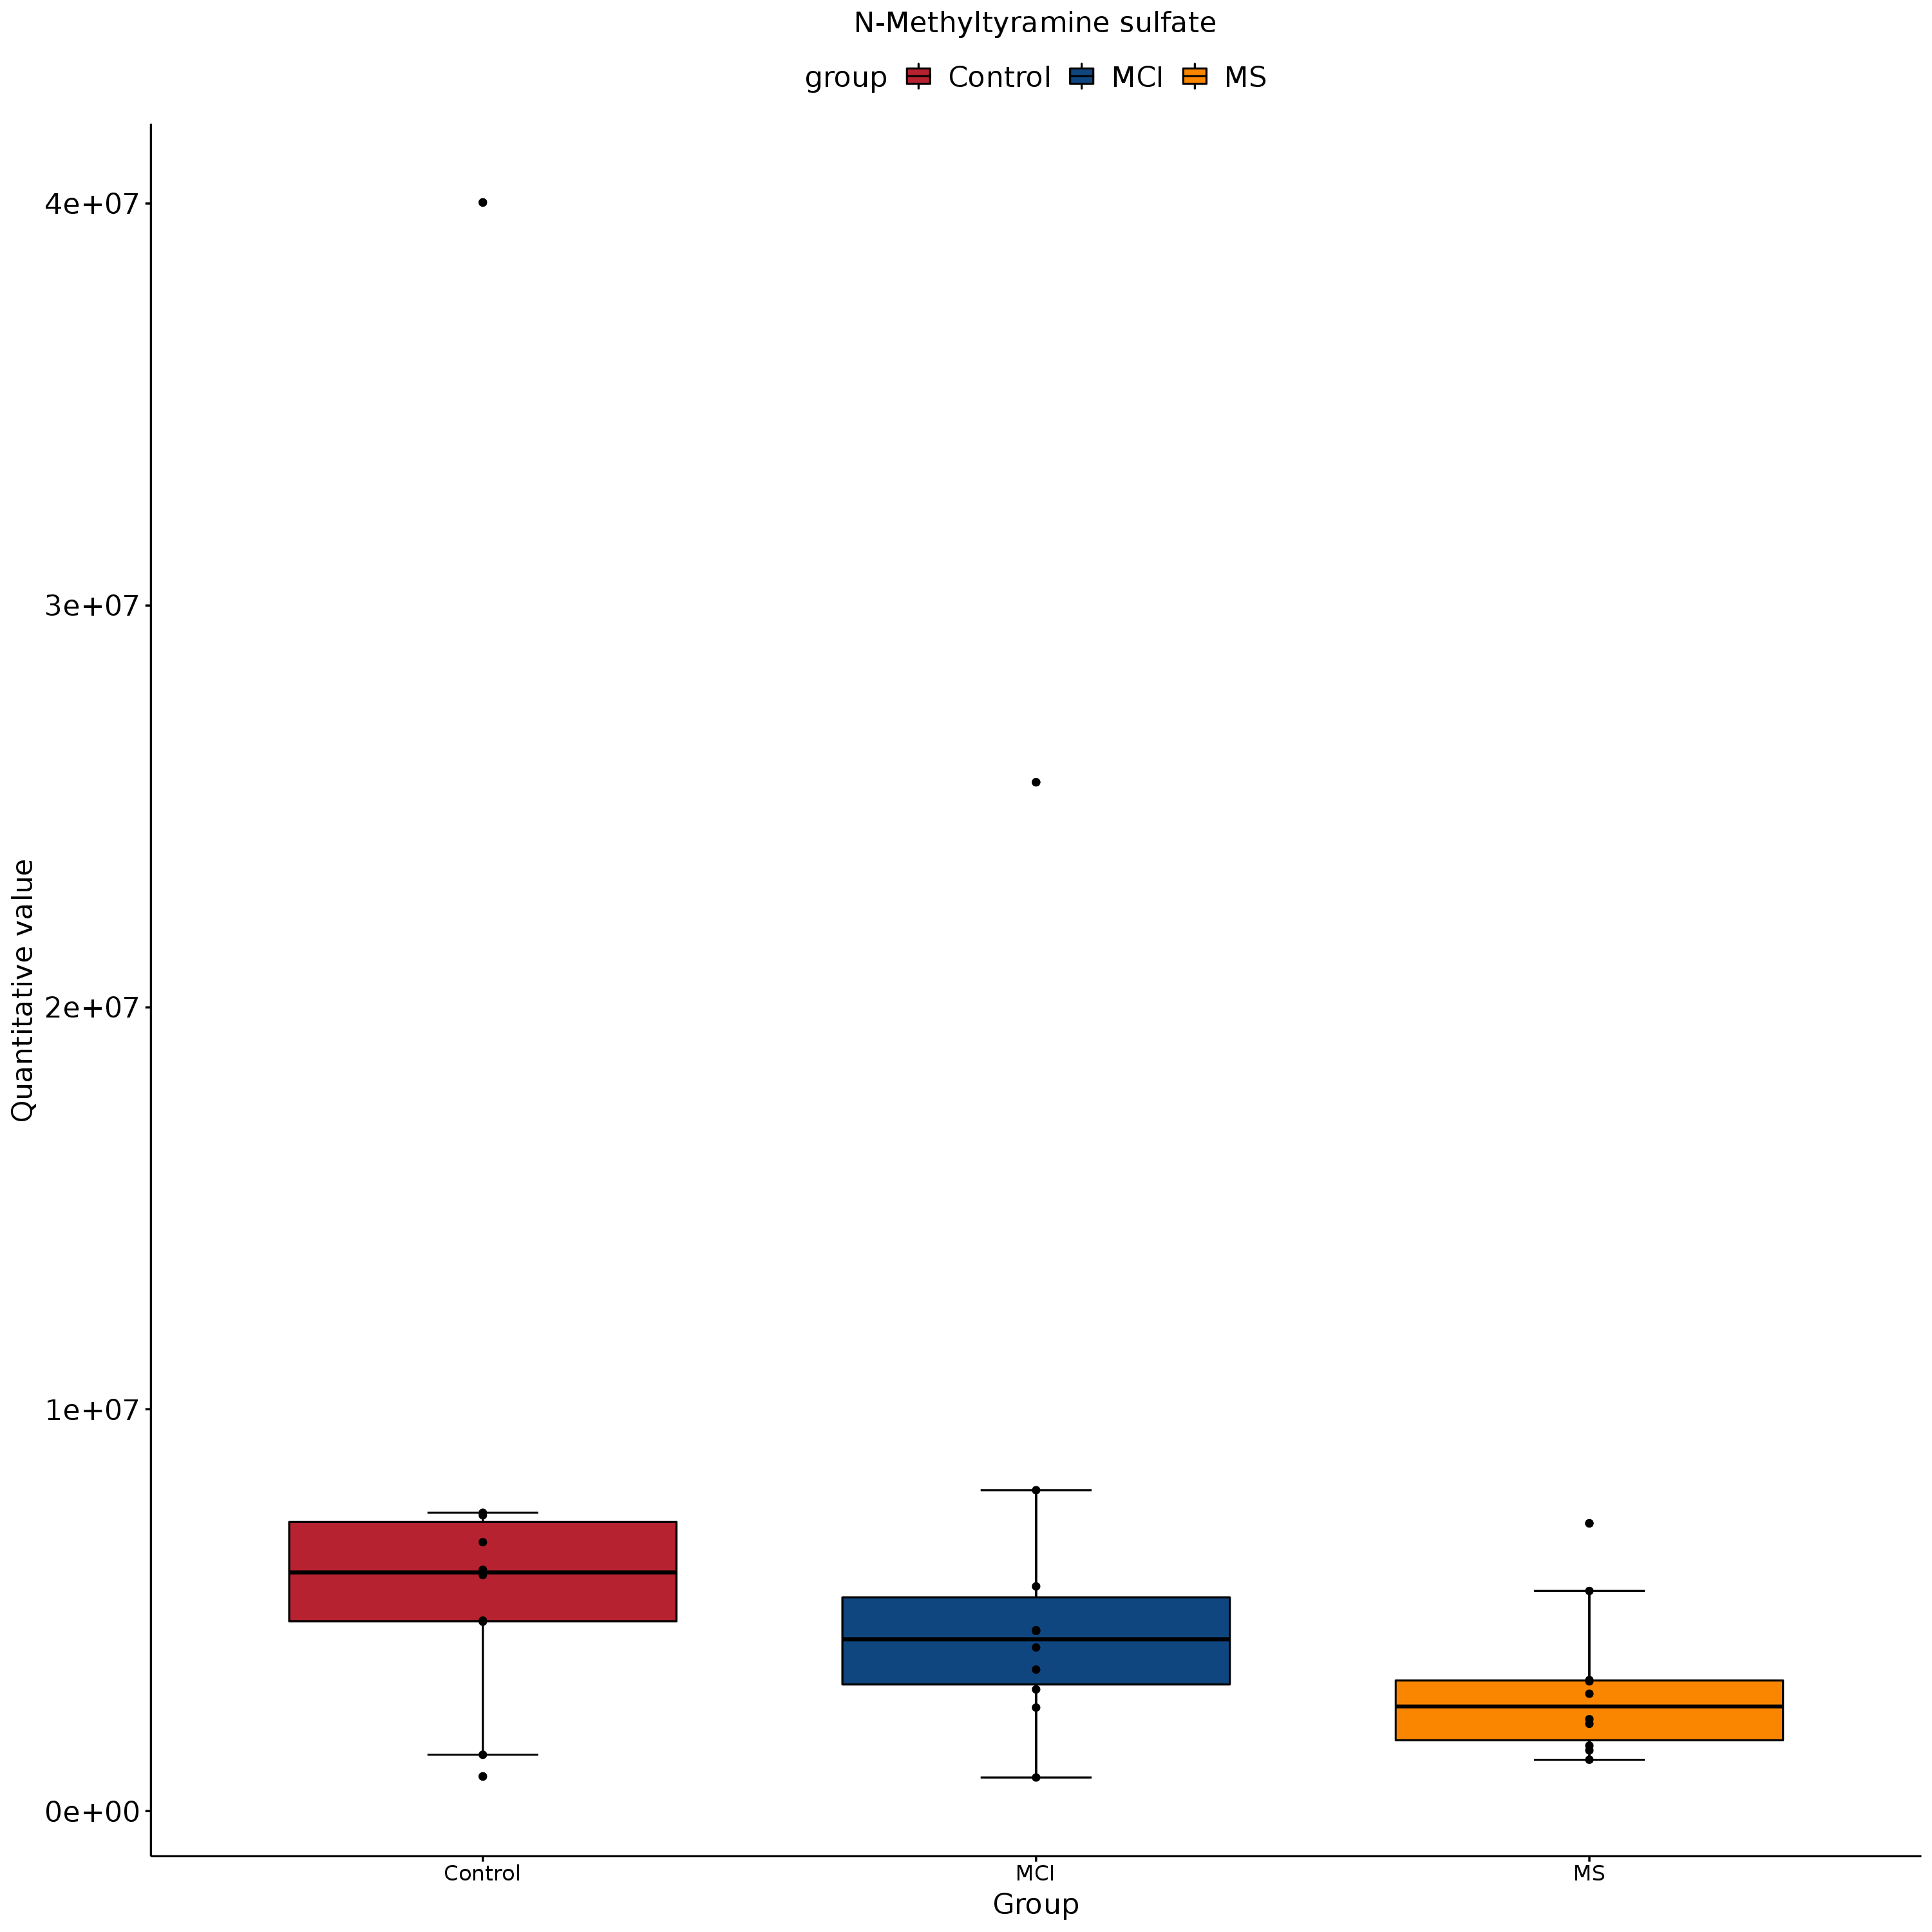 N-Methyltyramine sulfate
group Control MCI MS
Quantitative value
4e+07
3e+07
2e+07
1e+07
0e+00
Control MCI MS
Group